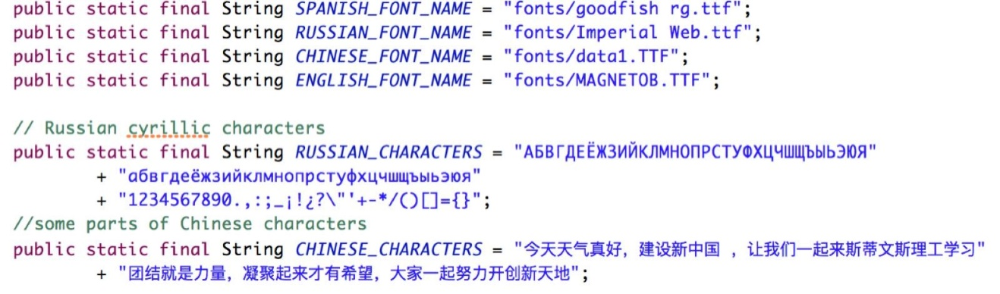 public static final String SPANISH_FONT_NAME = "fonts/goodfish rg.ttf";
public static final String RUSSIAN_FONT_NAME = "fonts/Imperial Web.ttf";
public static final String CHINESE_FONT_NAME = "fonts/data1.TTF";
public static final String ENGLISH_FONT_NAME = "fonts/MAGNETOB.TTF";
// Russian cyrillic characters
public static final String RUSSIAN_CHARACTERS = "АБВГДЕЁЖЗИЙКЛМНОПРСТУФХЦЧШЩЪЫЬЭЮЯ"
+ "абвгдеёжзийклмнопрстуфхцчшщъыьэюя"
+ "1234567890.,:;_¡!¿?\"'+-*/()[]={}";
//some parts of Chinese characters
public static final String CHINESE_CHARACTERS = "今天天气真好，建设新中国 ，让我们一起来斯蒂文斯理工学习"
+ "团结就是力量，凝聚起来才有希望，大家一起努力开创新天地";